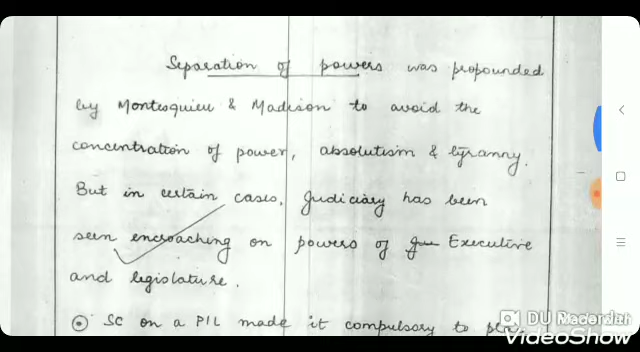 Separation of powers was propounded
by Montesquieu & Madison to avoid the
concentration of power, absolutism & tyranny.
But in certain cases, Judiciary has been
seen encroaching on powers of Executive
and legislature.
SC on a PIL made it compulsory to play
DU
VideoShow